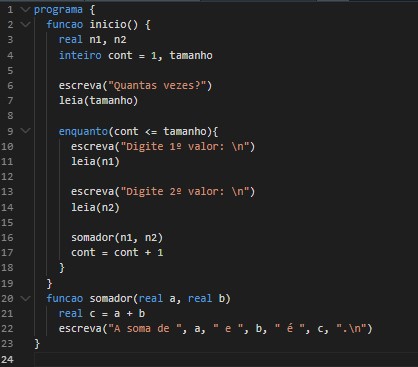 1 programa {
2 funcao inicio() {
3 real n1, n2
4 inteiro cont = 1, tamanho
5
6 escreva("Quantas vezes?")
7 leia(tamanho)
8
9 enquanto(cont <= tamanho){
10 escreva("Digite 1º valor: \n")
11 leia(n1)
12
13 escreva("Digite 2º valor: \n")
14 leia(n2)
15
16 somador(n1, n2)
17 cont = cont + 1
18 }
19 }
20 funcao somador(real a, real b)
21 real c = a + b
22 escreva("A soma de ", a, " e ", b, " é ", c, ".\n")
23 }
24